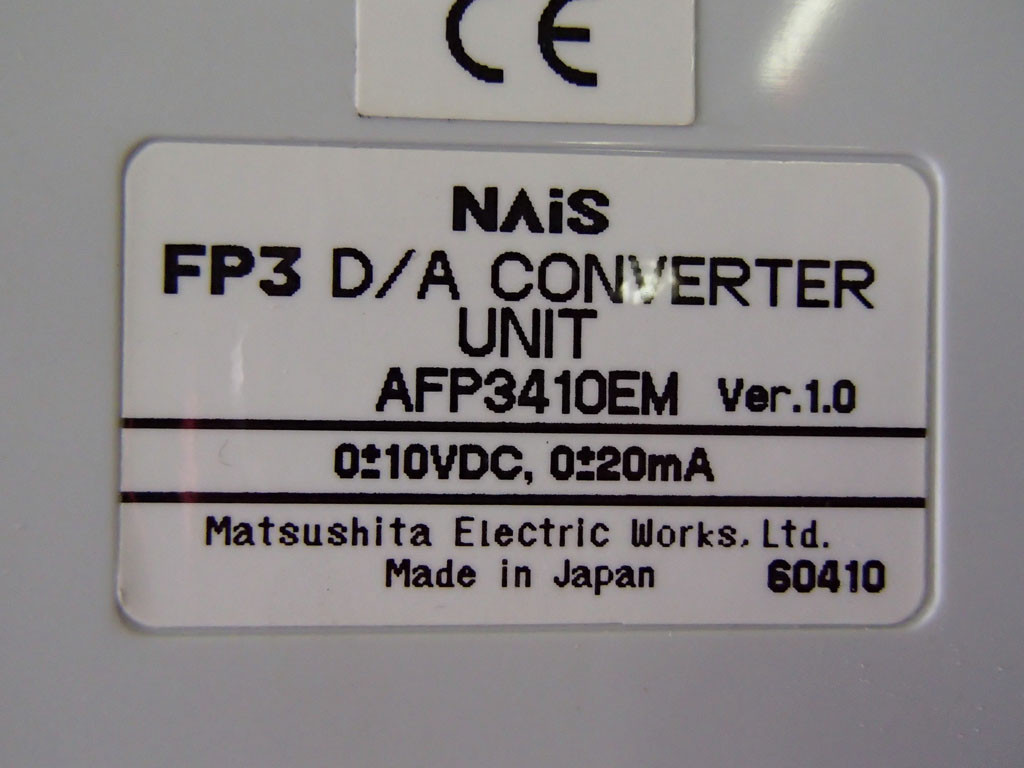 CE
NAiS
FP3 D/A CONVERTER
UNIT
AFP3410EM Ver.1.0
0±10VDC, 0±20mA
Matsushita Electric Works, Ltd.
Made in Japan 60410